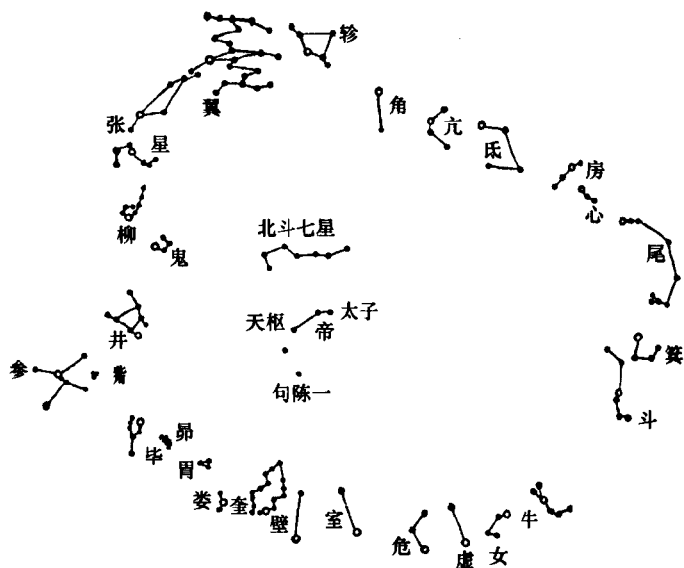 轸
翼
角
亢
氐
张
星
房
心
柳
鬼
北斗七星
尾
井
天枢
帝
太子
参
觜
句陈一
箕
斗
毕
昴
胃
娄
奎
壁
室
危
虚
女
牛